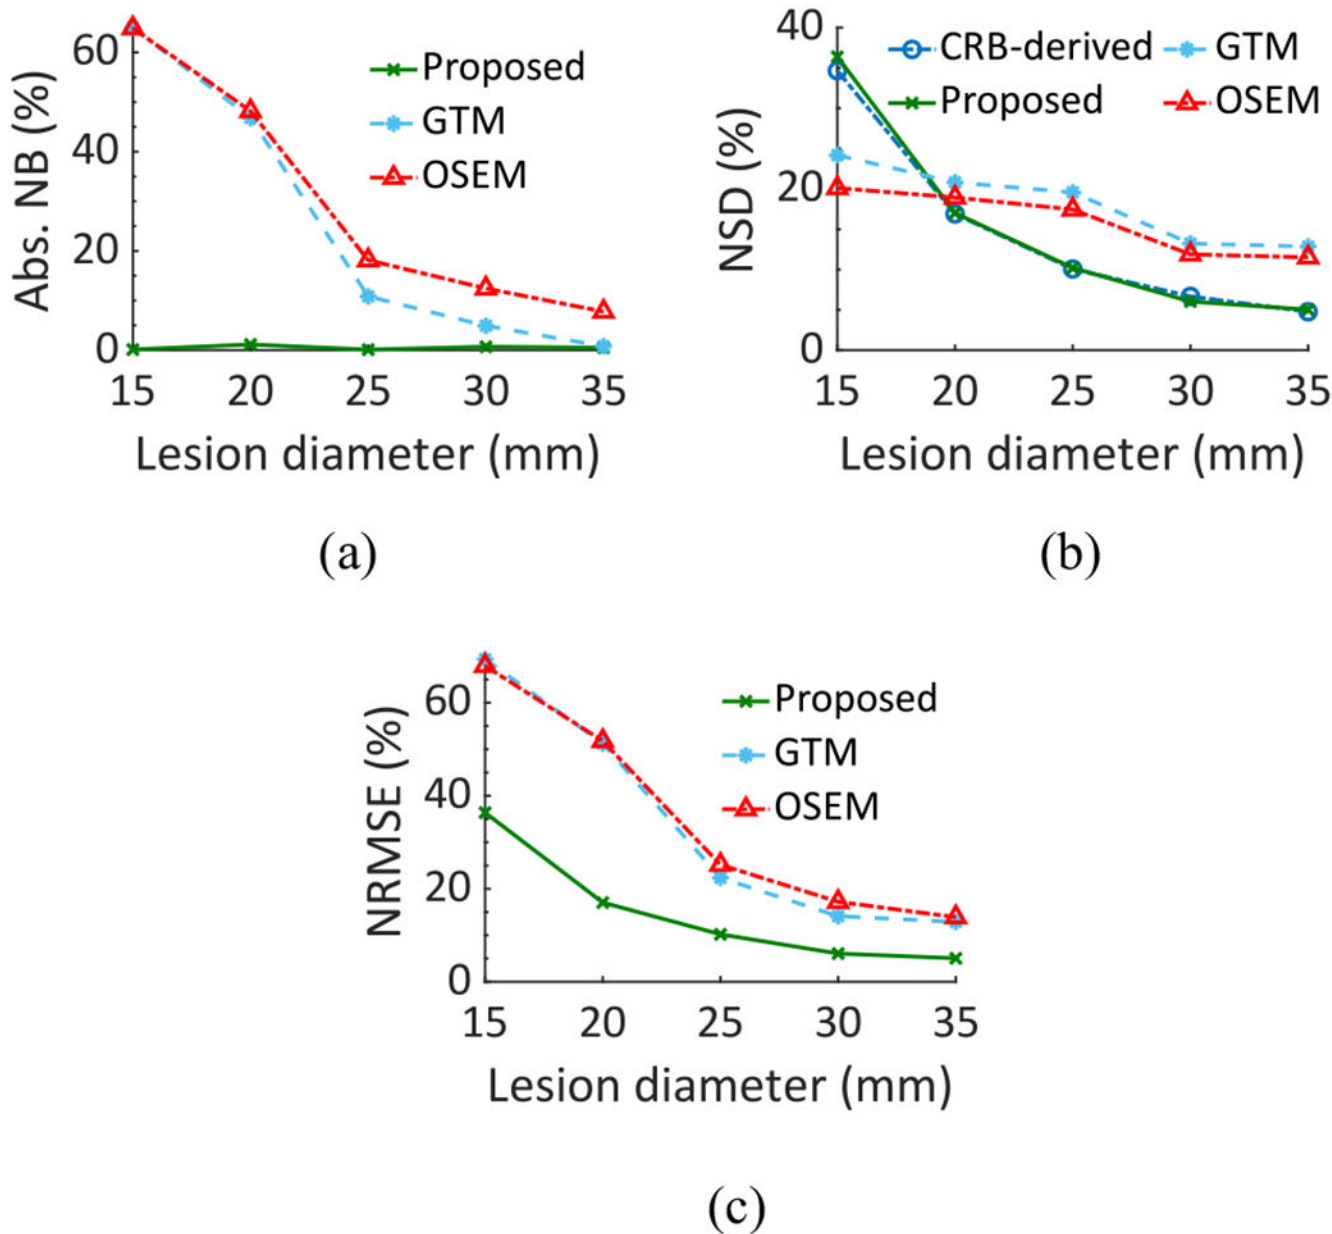 60
40
20
0
Abs. NB (%)
Proposed
GTM
OSEM
15 20 25 30 35
Lesion diameter (mm)
(a)
40
20
0
NSD (%)
CRB-derived GTM
Proposed OSEM
15 20 25 30 35
Lesion diameter (mm)
(b)
60
40
20
0
NRMSE (%)
Proposed
GTM
OSEM
15 20 25 30 35
Lesion diameter (mm)
(c)